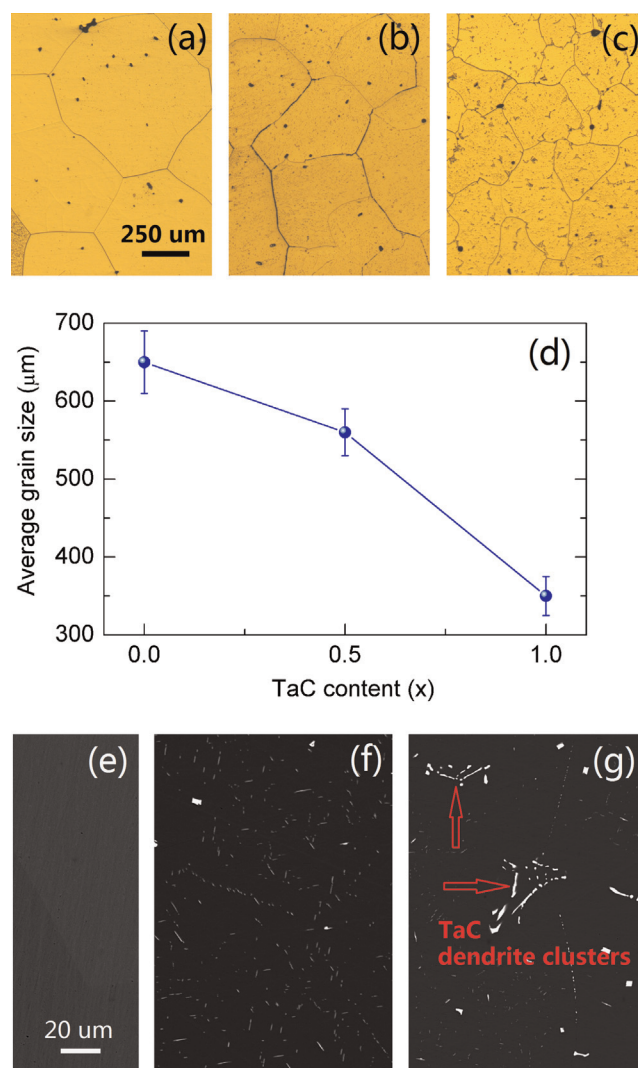 (a)
(b)
(c)
250 um
700
600
500
400
300
Average grain size (μm)
(d)
0.0
0.5
1.0
TaC content (x)
(e)
(f)
(g)
TaC
dendrite clusters
20 um